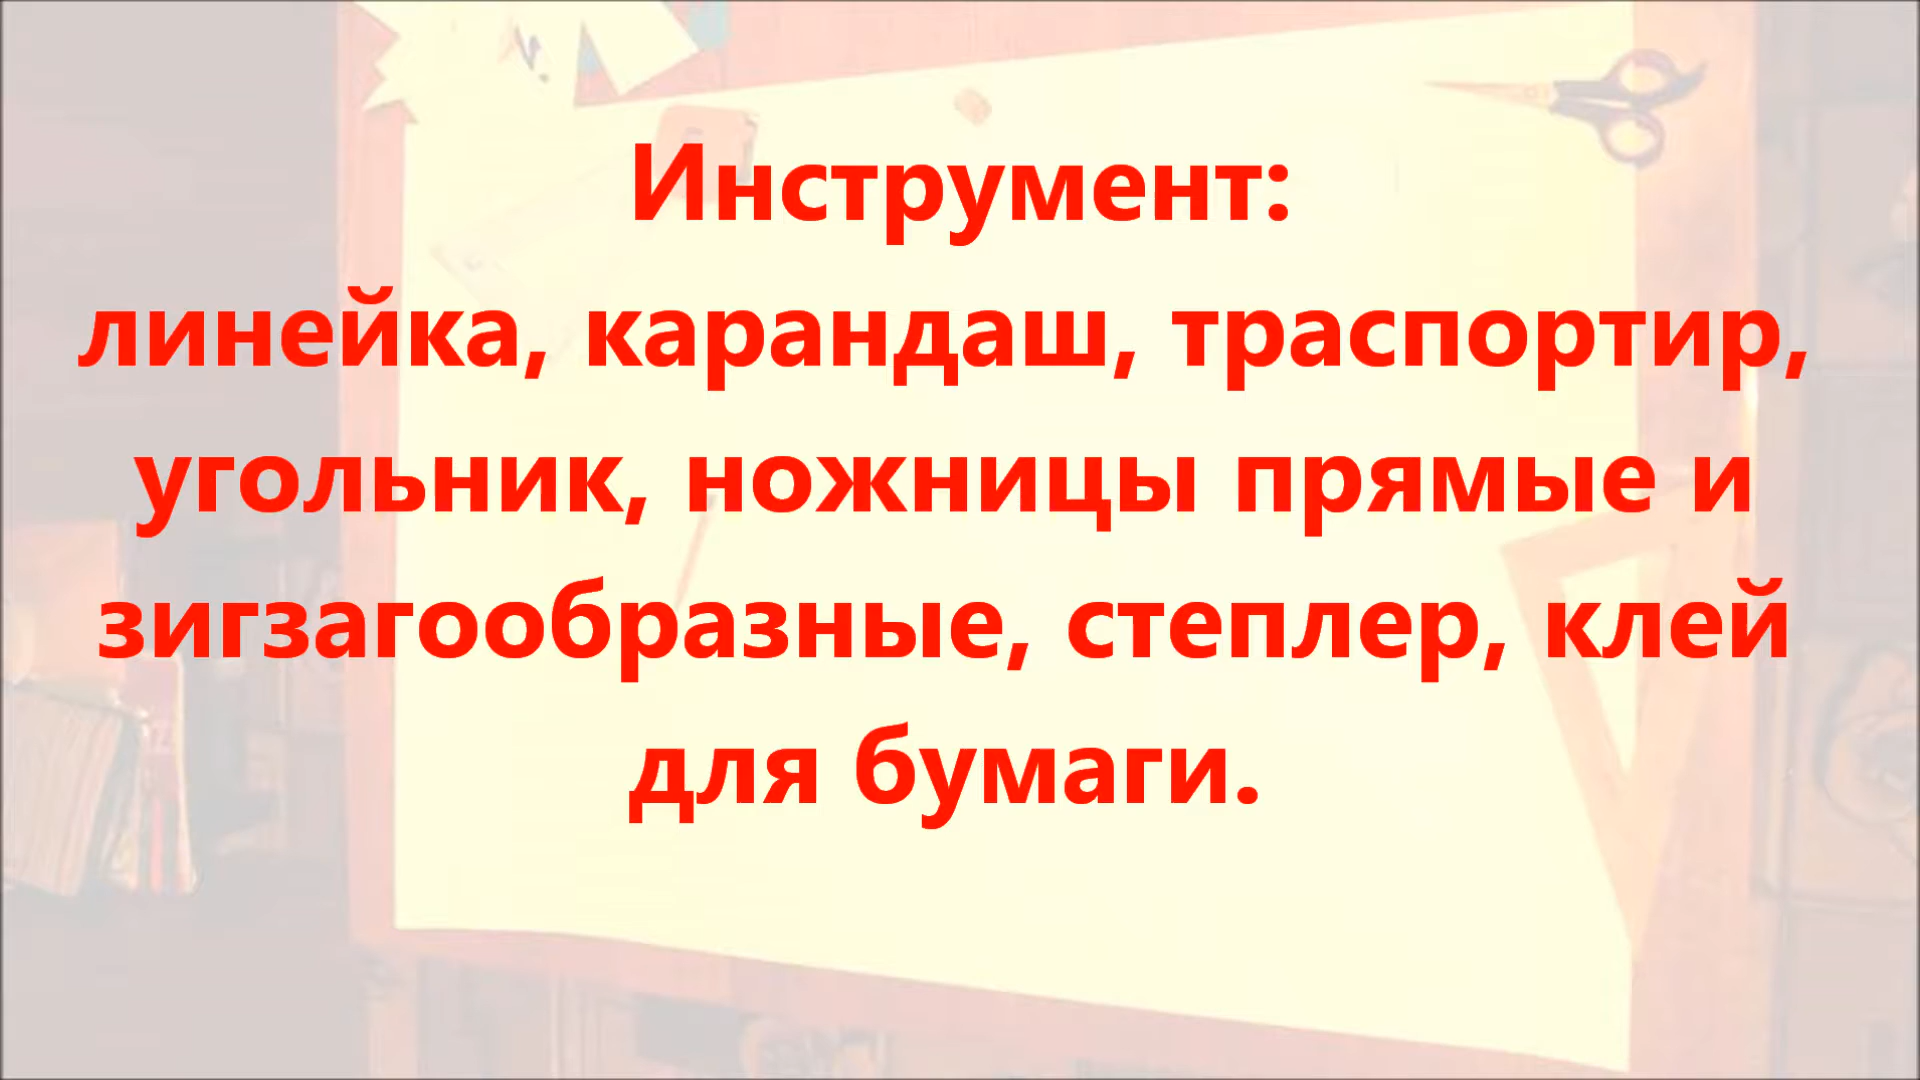 Инструмент:
линейка, карандаш, траспортир,
угольник, ножницы прямые и
зигзагообразные, степлер, клей
для бумаги.